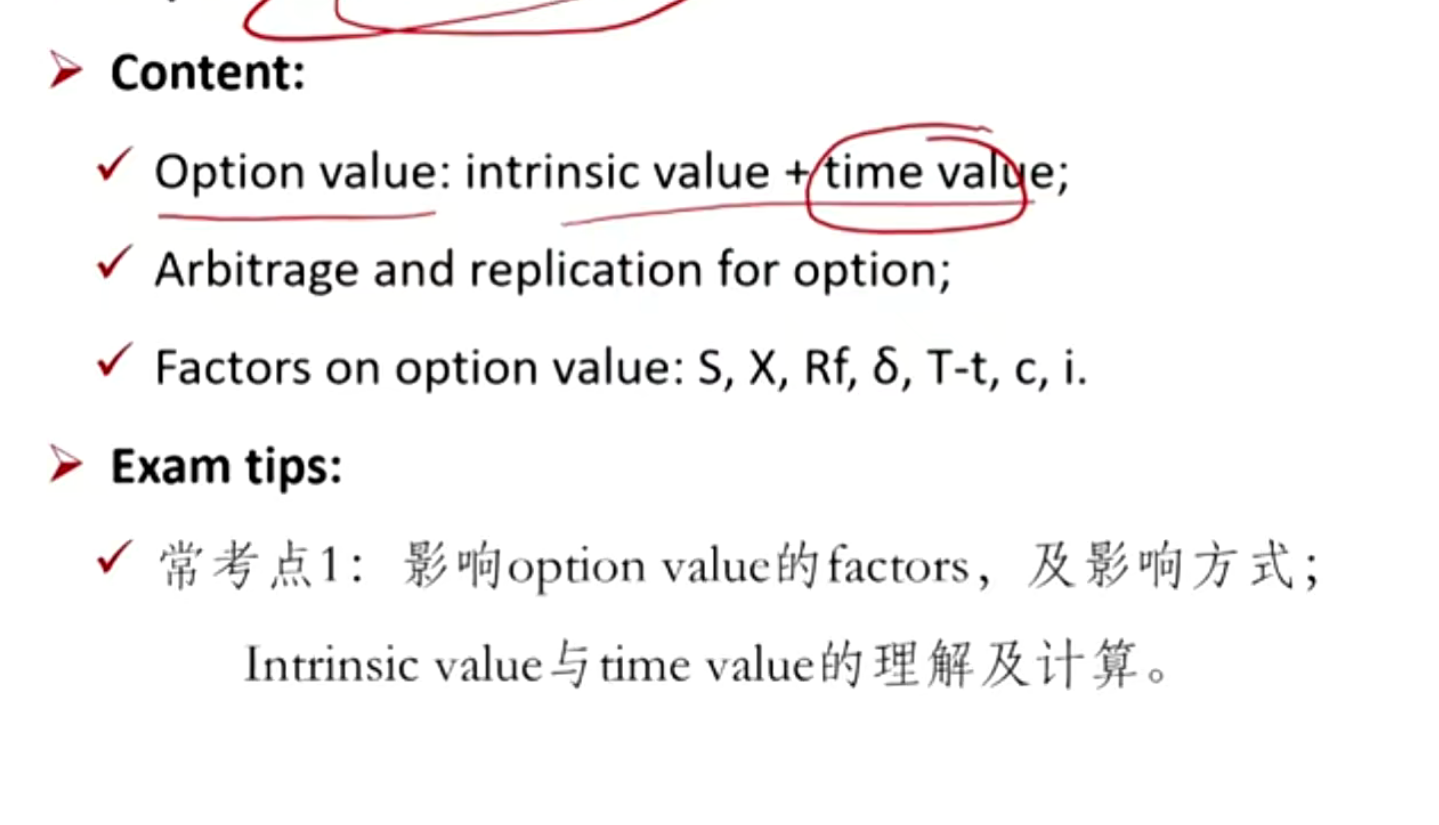 Content:
Option value: intrinsic value + time value;
Arbitrage and replication for option;
Factors on option value: S, X, Rf, δ, T-t, c, i.
Exam tips:
常考点1：影响option value的factors，及影响方式；
Intrinsic value与time value的理解及计算。